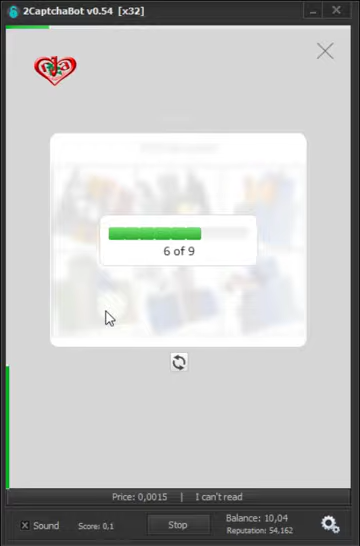 2CaptchaBot v0.54 [x32]
6 of 9
Price: 0,0015 | I can't read
Sound
Score: 0,1
Stop
Balance: 10,04
Reputation: 54,162